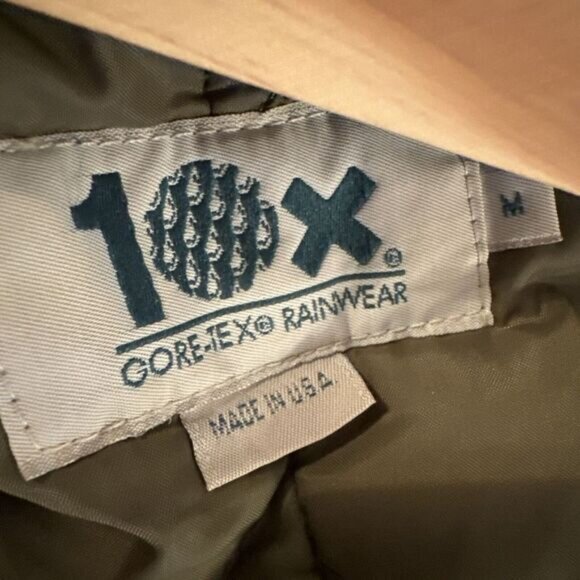 10X®
GORE-TEX® RAINWEAR
M
MADE IN U.S.A.